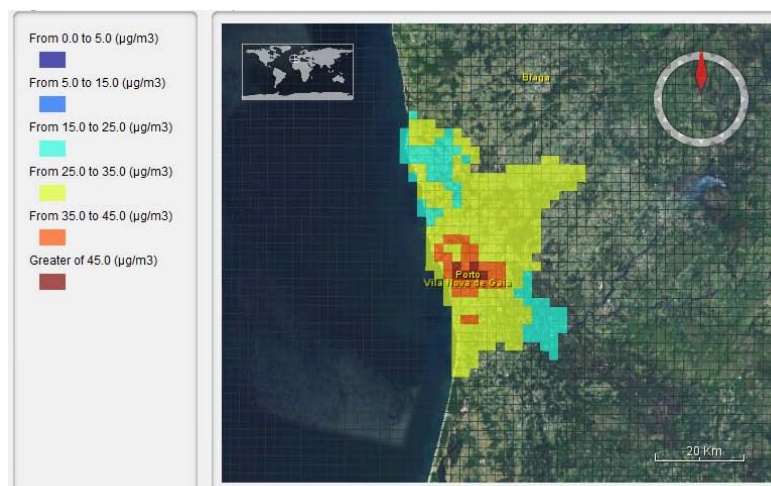 From 0.0 to 5.0 (µg/m3)
From 5.0 to 15.0 (µg/m3)
From 15.0 to 25.0 (µg/m3)
From 25.0 to 35.0 (µg/m3)
From 35.0 to 45.0 (µg/m3)
Greater of 45.0 (µg/m3)
Braga
Porto
Vila Nova de Gaia
20 Km